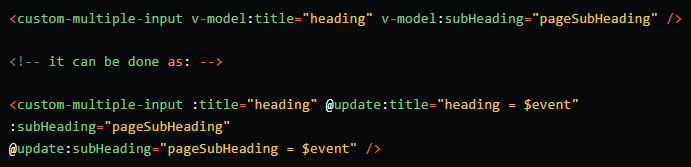 <custom-multiple-input v-model:title="heading" v-model:subHeading="pageSubHeading" />
<!-- it can be done as: -->
<custom-multiple-input :title="heading" @update:title="heading = $event"
:subHeading="pageSubHeading"
@update:subHeading="pageSubHeading = $event" />